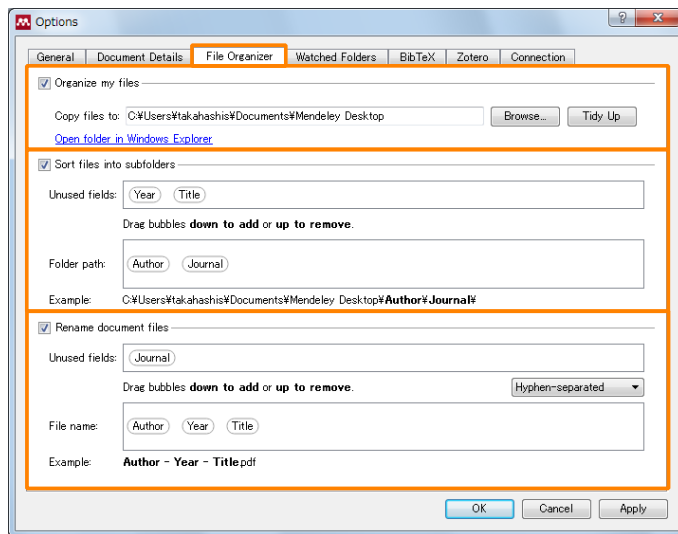 Options
General Document Details File Organizer Watched Folders BibTeX Zotero Connection
Organize my files
Copy files to: C:¥Users¥takahashis¥Documents¥Mendeley Desktop Browse... Tidy Up
Open folder in Windows Explorer
Sort files into subfolders
Unused fields: Year Title
Drag bubbles down to add or up to remove.
Folder path: Author Journal
Example: C:¥Users¥takahashis¥Documents¥Mendeley Desktop¥Author¥Journal¥
Rename document files
Unused fields: Journal
Drag bubbles down to add or up to remove. Hyphen-separated
File name: Author Year Title
Example: Author - Year - Title.pdf
OK Cancel Apply